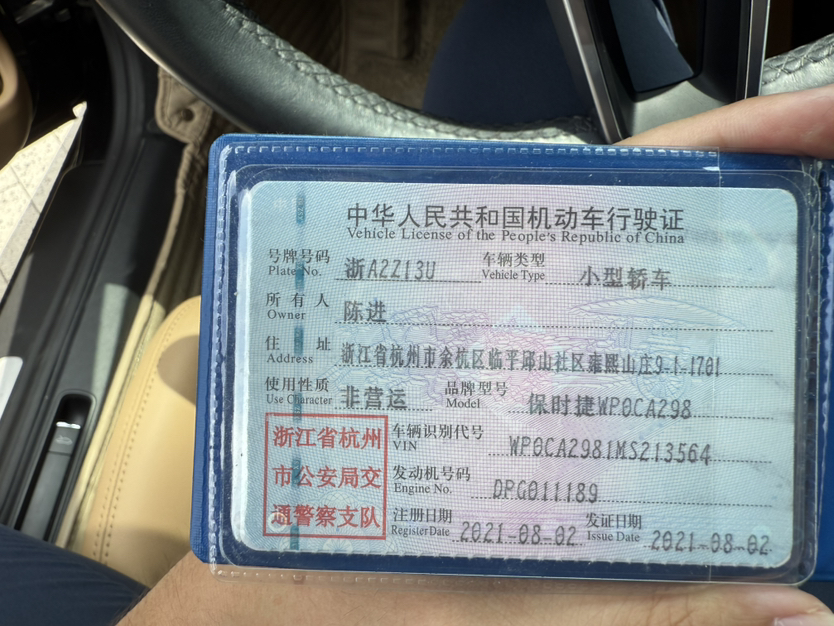 中华人民共和国机动车行驶证
Vehicle License of the People's Republic of China
号牌号码 浙A2Z13U 车辆类型 小型轿车
Plate No. Vehicle Type
所有人 陈进
Owner
住址 浙江省杭州市余杭区临平邱山社区雍熙山庄9-1-1701
Address
使用性质 非营运 品牌型号 保时捷WP0CA298
Use Character Model
浙江省杭州 车辆识别代号 WP0CA2981MS213564
VIN
市公安局交 发动机号码 DPG011189
Engine No.
通警察支队 注册日期 2021-08-02 发证日期 2021-08-02
Register Date Issue Date